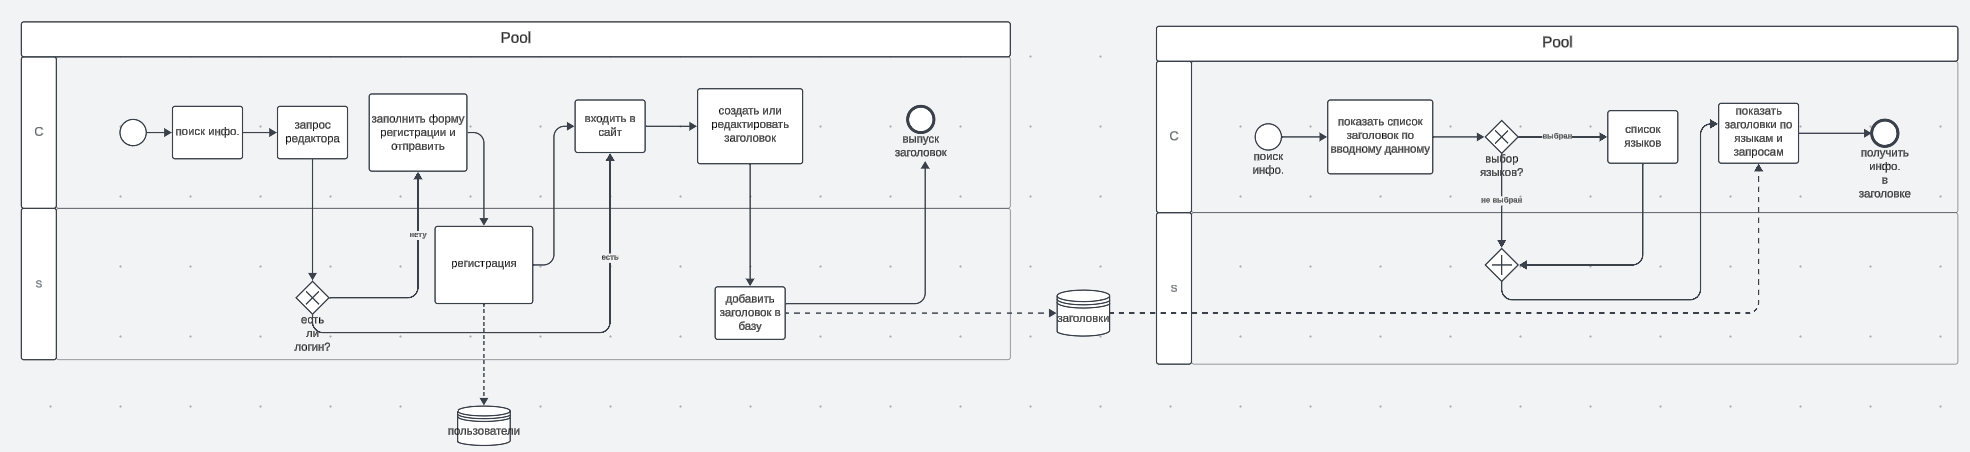 Pool
C
поиск инфо.
запрос
редактора
заполнить форму
регистрации и
отправить
входить в
сайт
создать или
редактировать
заголовок
выпуск
заголовок
S
нету
регистрация
есть
есть
ли
логин?
добавить
заголовок в
базу
пользователи
заголовки
Pool
C
поиск
инфо.
показать список
заголовок по
вводному данному
выбор
языков?
выбран
не выбран
список
языков
показать
заголовки по
языкам и
запросам
получить
инфо.
в
заголовке
S